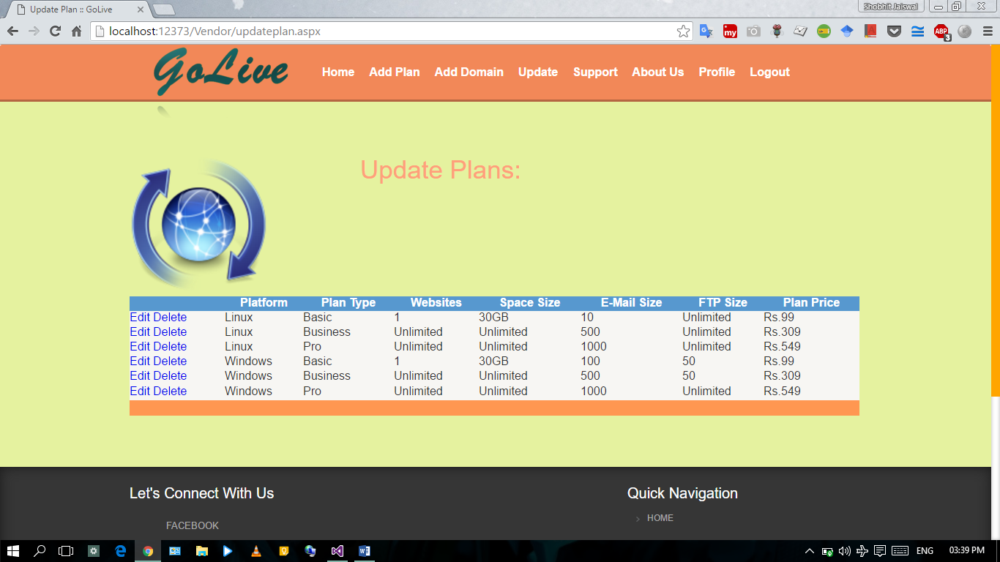 Update Plan :: GoLive
Shobhit Jaiswal
localhost:12373/Vendor/updateplan.aspx
my
ABP
3
GoLive
Home Add Plan Add Domain Update Support About Us Profile Logout
Update Plans:
Platform Plan Type Websites Space Size E-Mail Size FTP Size Plan Price
Edit Delete Linux Basic 1 30GB 10 Unlimited Rs.99
Edit Delete Linux Business Unlimited Unlimited 500 Unlimited Rs.309
Edit Delete Linux Pro Unlimited Unlimited 1000 Unlimited Rs.549
Edit Delete Windows Basic 1 30GB 100 50 Rs.99
Edit Delete Windows Business Unlimited Unlimited 500 50 Rs.309
Edit Delete Windows Pro Unlimited Unlimited 1000 Unlimited Rs.549
Let's Connect With Us
FACEBOOK
Quick Navigation
HOME
ENG 03:39 PM